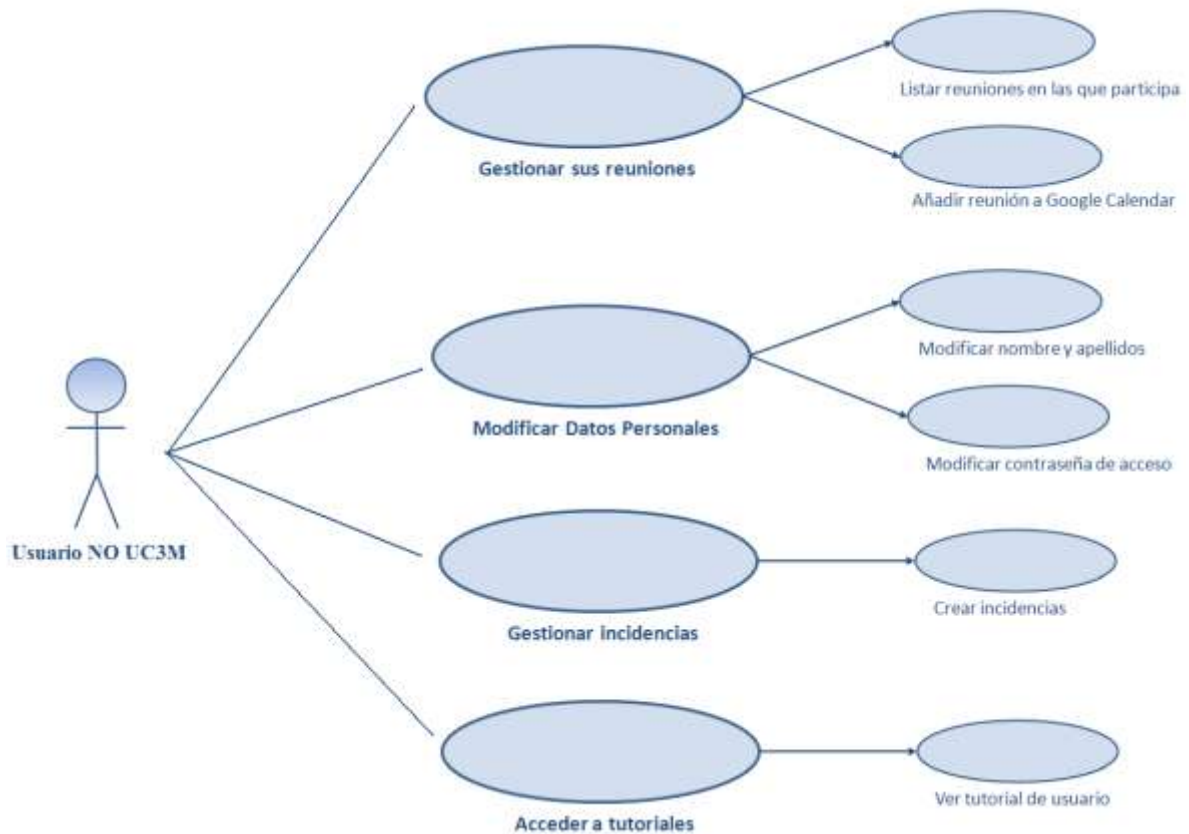 Listar reuniones en las que participa
Gestionar sus reuniones
Añadir reunión a Google Calendar
Modificar nombre y apellidos
Modificar Datos Personales
Modificar contraseña de acceso
Usuario NO UC3M
Crear incidencias
Gestionar incidencias
Ver tutorial de usuario
Acceder a tutoriales